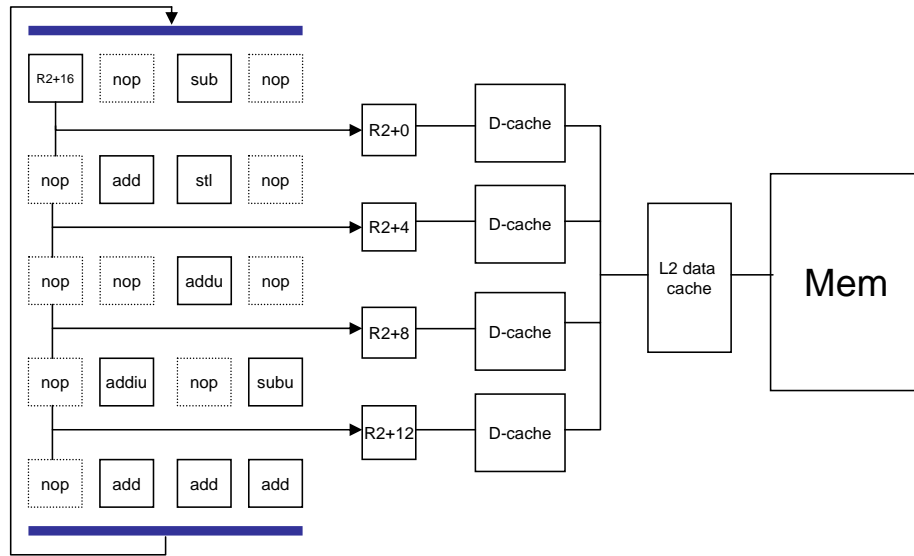 R2+16
nop
sub
nop
R2+0
D-cache
nop
add
stl
nop
R2+4
D-cache
L2 data
cache
Mem
nop
nop
addu
nop
R2+8
D-cache
nop
addiu
nop
subu
R2+12
D-cache
nop
add
add
add